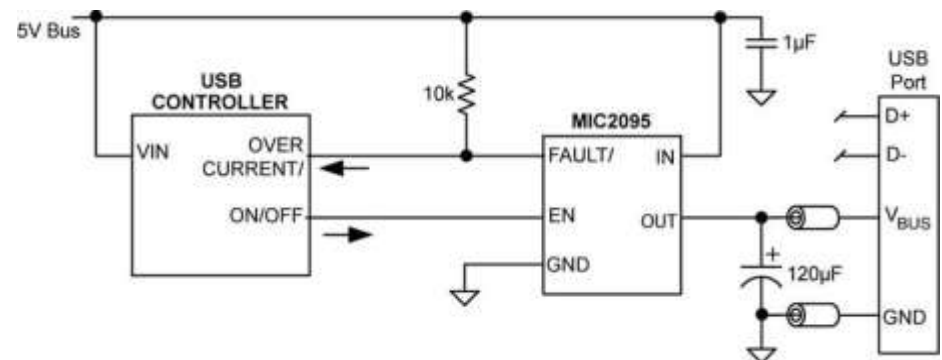 5V Bus
1µF
USB
Port
USB
CONTROLLER
10k
MIC2095
D+
VIN
OVER
CURRENT/
FAULT/
IN
D-
ON/OFF
EN
OUT
VBUS
GND
+
120µF
GND